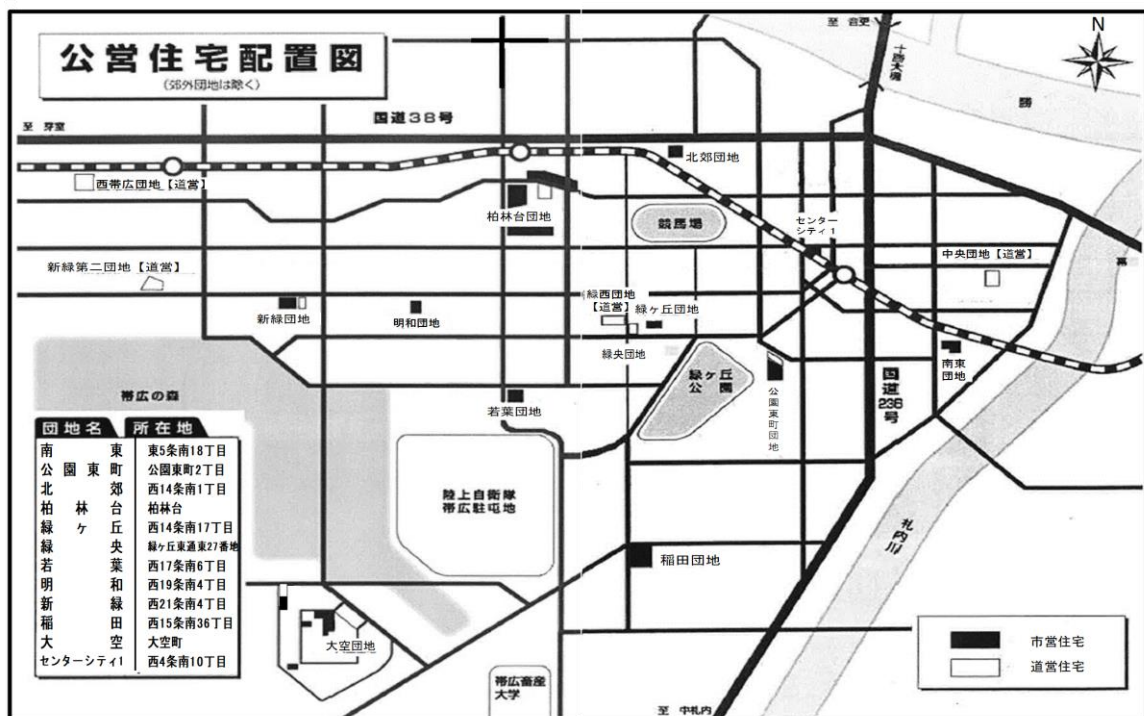 公営住宅配置図
(郊外団地は除く)
至 音更
N
十勝大橋
勝
国道38号
至 芽室
北郊団地
西帯広団地【道営】
柏林台団地
競馬場
センター
シティ1
新緑第二団地【道営】
中央団地【道営】
新緑団地
明和団地
緑西団地
【道営】
緑ヶ丘団地
緑央団地
南東
団地
緑ヶ丘
公園
公園東町団地
国道236号
帯広の森
若葉団地
団地名 所在地
南東 東5条南18丁目
公園東町 公園東町2丁目
北郊 西14条南1丁目
柏林台 柏林台
緑ヶ丘 西14条南17丁目
緑央 緑ヶ丘東通東27番地
若葉 西17条南6丁目
明和 西19条南4丁目
新緑 西21条南4丁目
稲田 西15条南36丁目
大空 大空町
センターシティ1 西4条南10丁目
陸上自衛隊
帯広駐屯地
札内川
稲田団地
大空団地
帯広畜産
大学
市営住宅
道営住宅
至 中札内